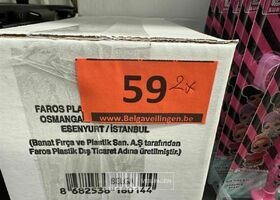 59 2x
www.Belgaveilingen.be
FAROS PLA
OSMANGA
ESENYURT/İSTANBUL
(Banat Fırça ve Plastik San. A.Ş tarafından
Faros Plastik Dış Ticaret Adına üretilmiştir.)
8 682536 180144